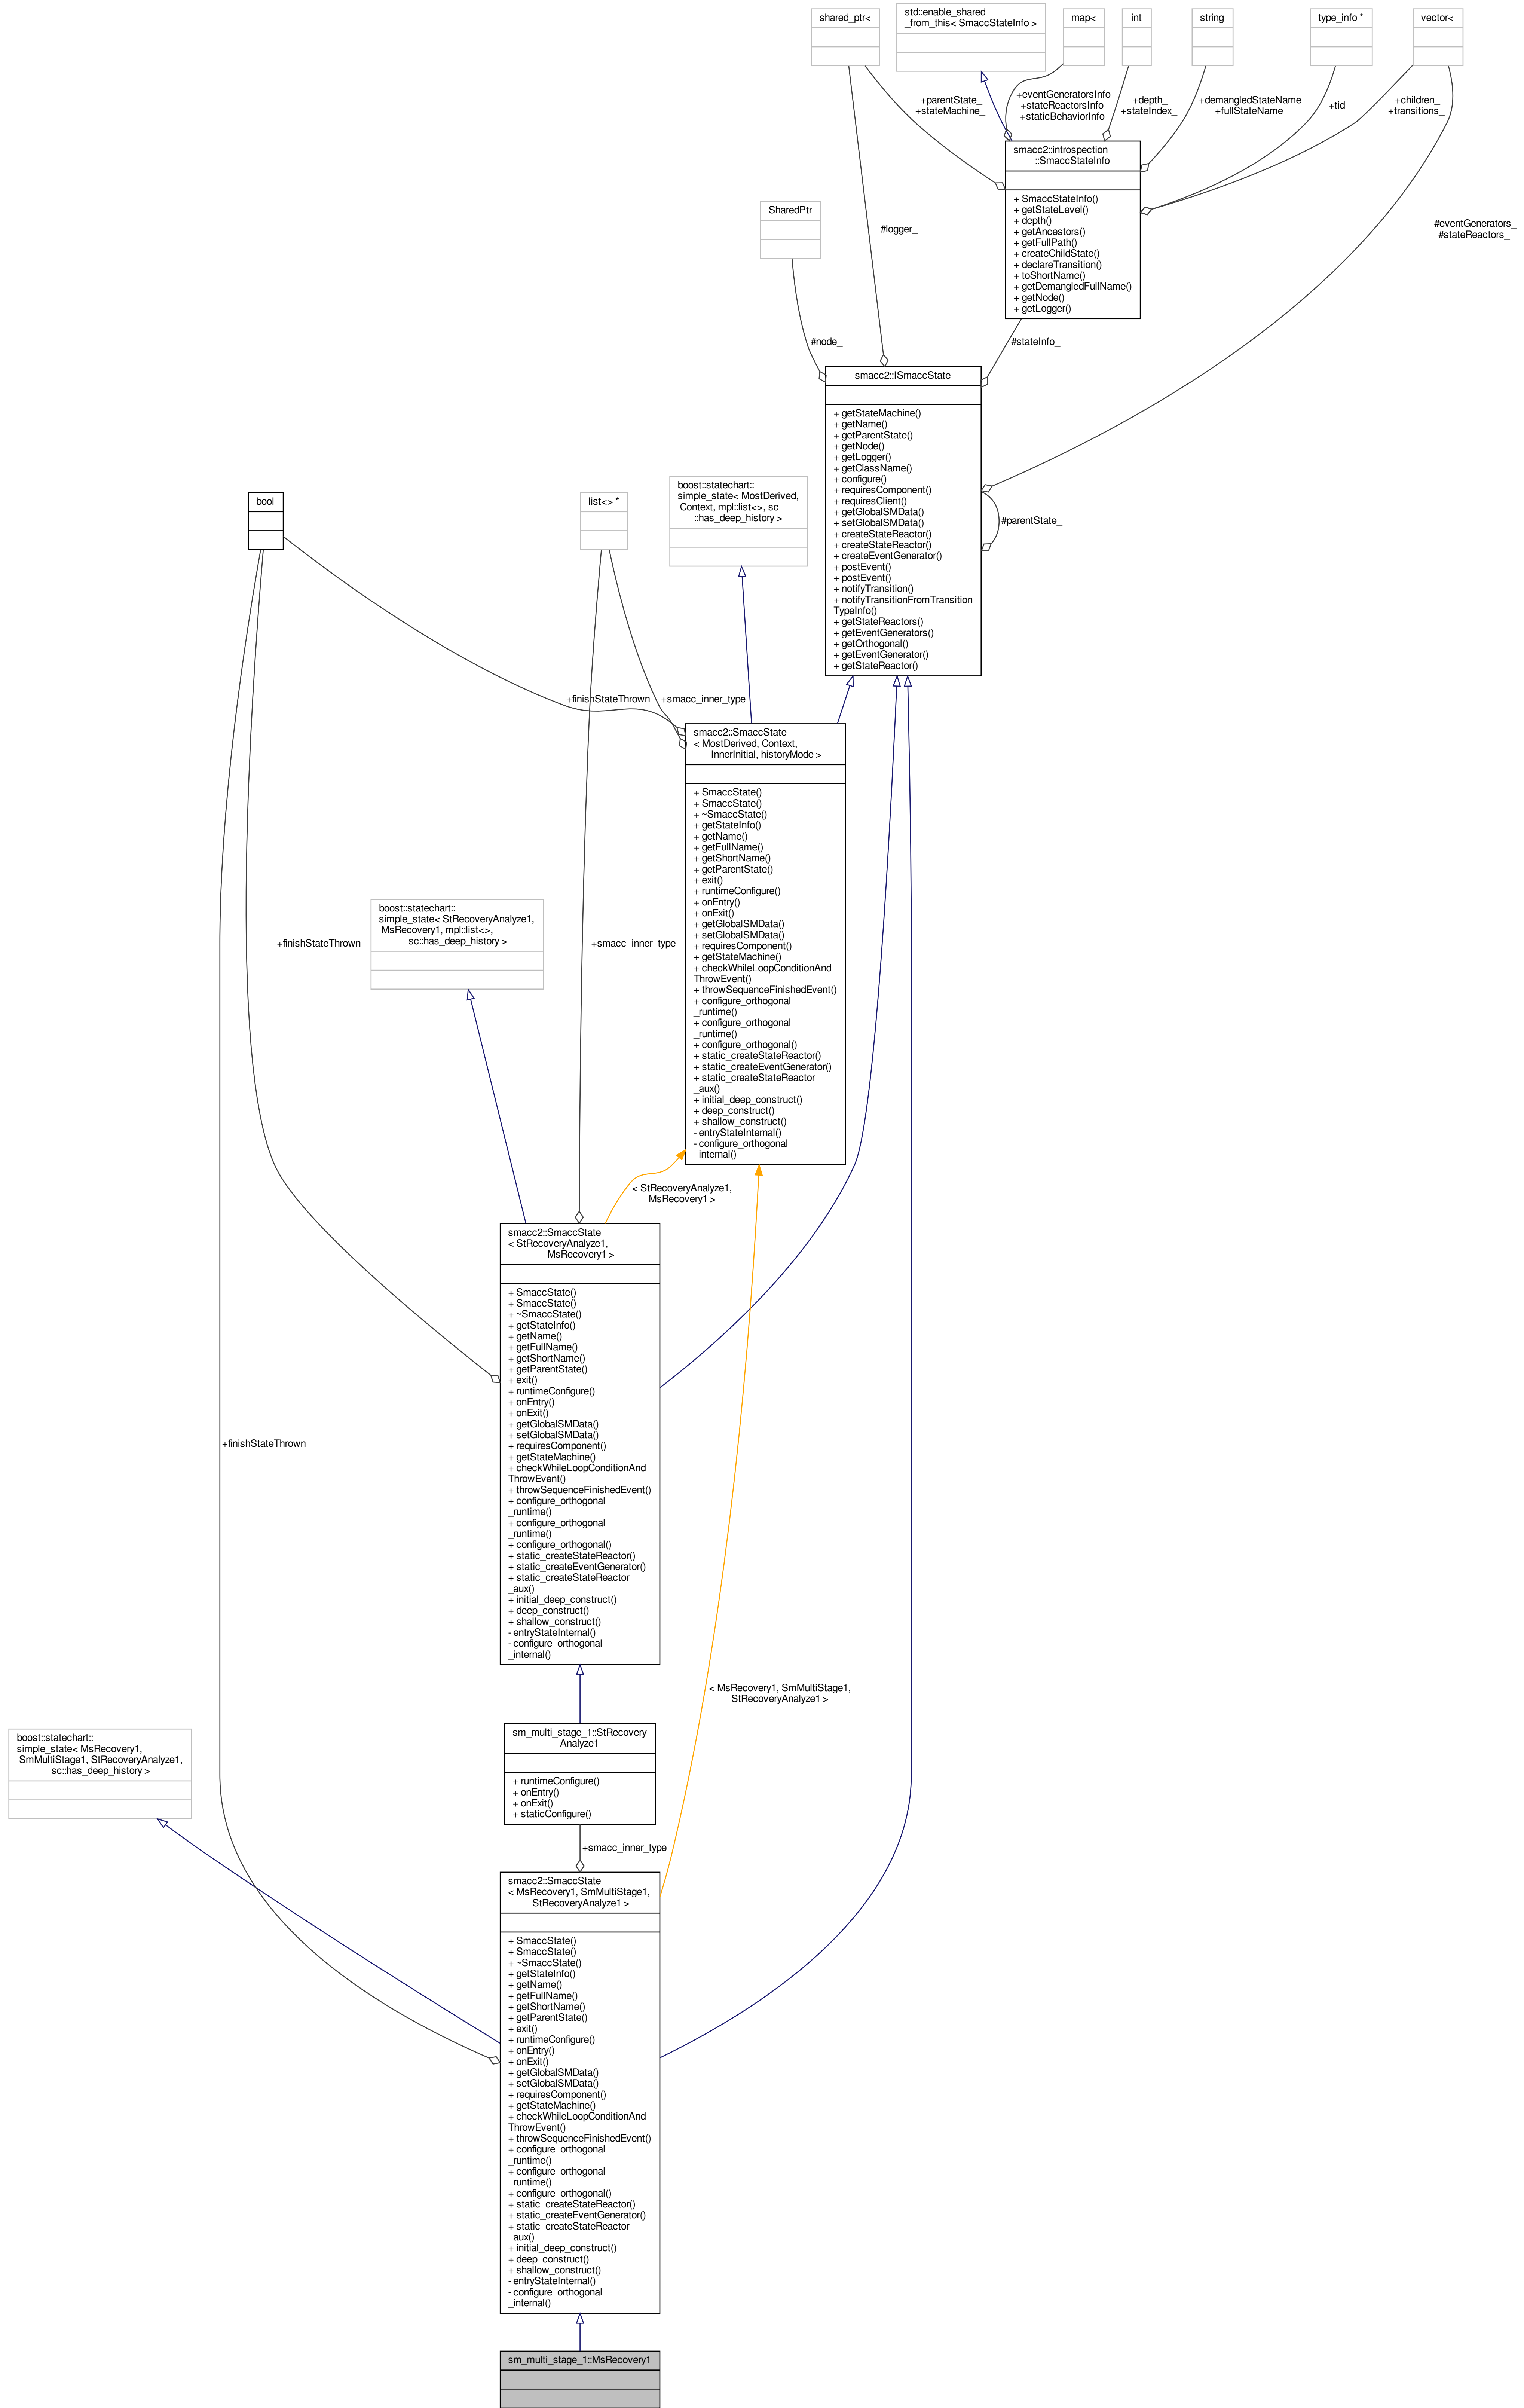 shared_ptr<
std::enable_shared
_from_this< SmaccStateInfo >
map<
int
string
type_info *
vector<
+parentState_
+stateMachine_
+eventGeneratorsInfo
+stateReactorsInfo
+staticBehaviorInfo
+depth_
+stateIndex_
+demangledStateName
+fullStateName
+tid_
+children_
+transitions_
smacc2::introspection
::SmaccStateInfo
+ SmaccStateInfo()
+ getStateLevel()
+ depth()
+ getAncestors()
+ getFullPath()
+ createChildState()
+ declareTransition()
+ toShortName()
+ getDemangledFullName()
+ getNode()
+ getLogger()
SharedPtr
#logger_
#eventGenerators_
#stateReactors_
#node_
#stateInfo_
smacc2::ISmaccState
+ getStateMachine()
+ getName()
+ getParentState()
+ getNode()
+ getLogger()
+ getClassName()
+ configure()
+ requiresComponent()
+ requiresClient()
+ getGlobalSMData()
+ setGlobalSMData()
+ createStateReactor()
+ createStateReactor()
+ createEventGenerator()
+ postEvent()
+ postEvent()
+ notifyTransition()
+ notifyTransitionFromTransition
TypeInfo()
+ getStateReactors()
+ getEventGenerators()
+ getOrthogonal()
+ getEventGenerator()
+ getStateReactor()
#parentState_
bool
list<> *
boost::statechart::
simple_state< MostDerived,
Context, mpl::list<>, sc
::has_deep_history >
+finishStateThrown
+smacc_inner_type
smacc2::SmaccState
< MostDerived, Context,
InnerInitial, historyMode >
+ SmaccState()
+ SmaccState()
+ ~SmaccState()
+ getStateInfo()
+ getName()
+ getFullName()
+ getShortName()
+ getParentState()
+ exit()
+ runtimeConfigure()
+ onEntry()
+ onExit()
+ getGlobalSMData()
+ setGlobalSMData()
+ requiresComponent()
+ getStateMachine()
+ checkWhileLoopConditionAnd
ThrowEvent()
+ throwSequenceFinishedEvent()
+ configure_orthogonal
_runtime()
+ configure_orthogonal
_runtime()
+ configure_orthogonal()
+ static_createStateReactor()
+ static_createEventGenerator()
+ static_createStateReactor
_aux()
+ initial_deep_construct()
+ deep_construct()
+ shallow_construct()
- entryStateInternal()
- configure_orthogonal
_internal()
boost::statechart::
simple_state< StRecoveryAnalyze1,
MsRecovery1, mpl::list<>,
sc::has_deep_history >
+finishStateThrown
+smacc_inner_type
< StRecoveryAnalyze1,
MsRecovery1 >
smacc2::SmaccState
< StRecoveryAnalyze1,
MsRecovery1 >
+ SmaccState()
+ SmaccState()
+ ~SmaccState()
+ getStateInfo()
+ getName()
+ getFullName()
+ getShortName()
+ getParentState()
+ exit()
+ runtimeConfigure()
+ onEntry()
+ onExit()
+ getGlobalSMData()
+ setGlobalSMData()
+ requiresComponent()
+ getStateMachine()
+ checkWhileLoopConditionAnd
ThrowEvent()
+ throwSequenceFinishedEvent()
+ configure_orthogonal
_runtime()
+ configure_orthogonal
_runtime()
+ configure_orthogonal()
+ static_createStateReactor()
+ static_createEventGenerator()
+ static_createStateReactor
_aux()
+ initial_deep_construct()
+ deep_construct()
+ shallow_construct()
- entryStateInternal()
- configure_orthogonal
_internal()
+finishStateThrown
< MsRecovery1, SmMultiStage1,
StRecoveryAnalyze1 >
boost::statechart::
simple_state< MsRecovery1,
SmMultiStage1, StRecoveryAnalyze1,
sc::has_deep_history >
sm_multi_stage_1::StRecovery
Analyze1
+ runtimeConfigure()
+ onEntry()
+ onExit()
+ staticConfigure()
+smacc_inner_type
smacc2::SmaccState
< MsRecovery1, SmMultiStage1,
StRecoveryAnalyze1 >
+ SmaccState()
+ SmaccState()
+ ~SmaccState()
+ getStateInfo()
+ getName()
+ getFullName()
+ getShortName()
+ getParentState()
+ exit()
+ runtimeConfigure()
+ onEntry()
+ onExit()
+ getGlobalSMData()
+ setGlobalSMData()
+ requiresComponent()
+ getStateMachine()
+ checkWhileLoopConditionAnd
ThrowEvent()
+ throwSequenceFinishedEvent()
+ configure_orthogonal
_runtime()
+ configure_orthogonal
_runtime()
+ configure_orthogonal()
+ static_createStateReactor()
+ static_createEventGenerator()
+ static_createStateReactor
_aux()
+ initial_deep_construct()
+ deep_construct()
+ shallow_construct()
- entryStateInternal()
- configure_orthogonal
_internal()
sm_multi_stage_1::MsRecovery1